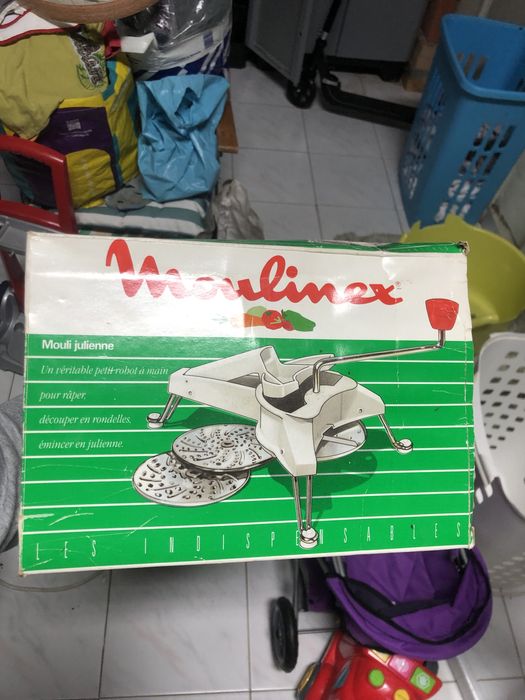 Moulinex®
Mouli julienne
Un véritable petit robot à main
pour râper,
découper en rondelles,
émincer en julienne.
LES INDISPENSABLES